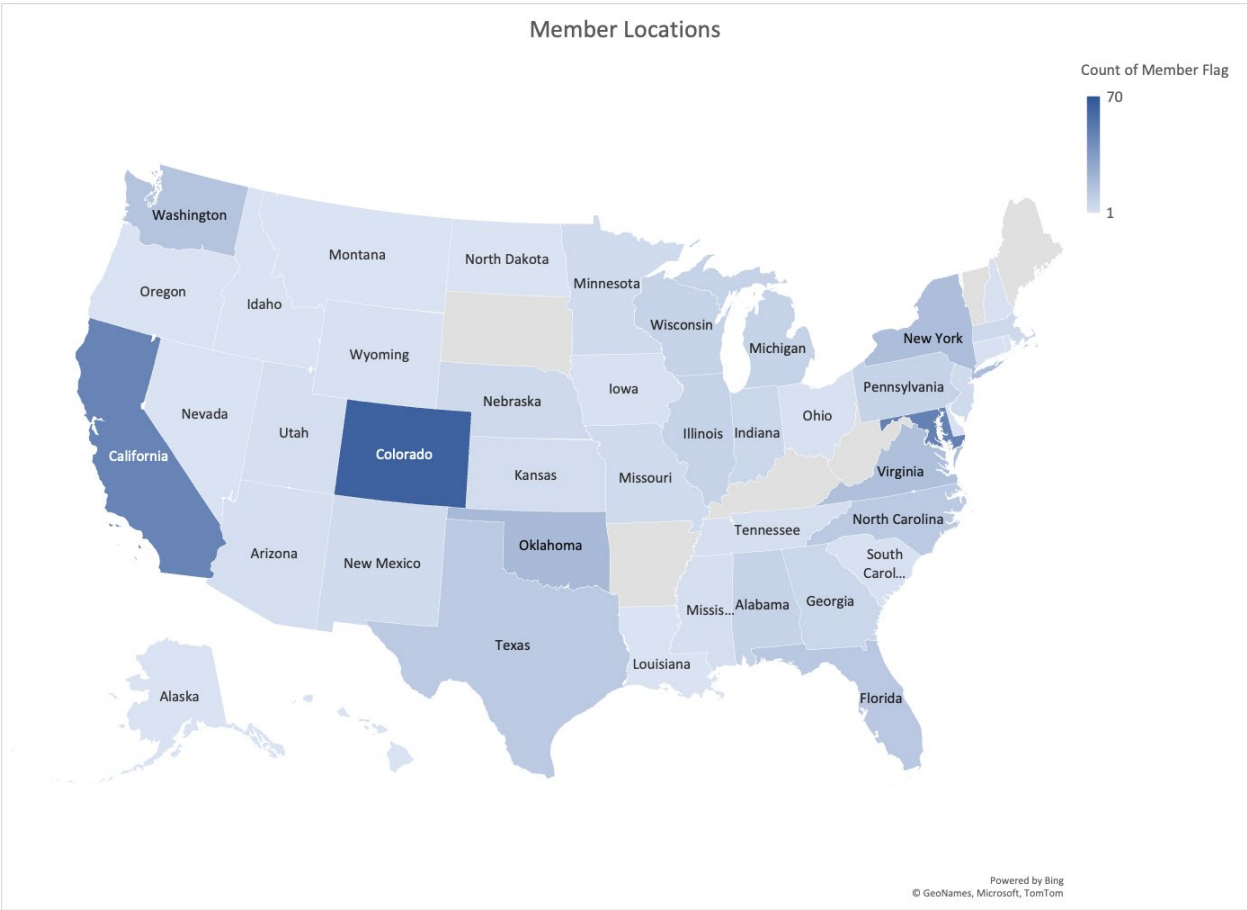 Member Locations
Count of Member Flag
70
1
Washington
Montana
North Dakota
Minnesota
Oregon
Idaho
Wisconsin
Michigan
New York
Wyoming
Iowa
Pennsylvania
Nebraska
Nevada
Utah
Illinois
Indiana
Ohio
California
Colorado
Kansas
Missouri
Virginia
Arizona
New Mexico
Oklahoma
Tennessee
North Carolina
South
Carol...
Missis...
Alabama
Georgia
Texas
Louisiana
Alaska
Florida
Powered by Bing
© GeoNames, Microsoft, TomTom